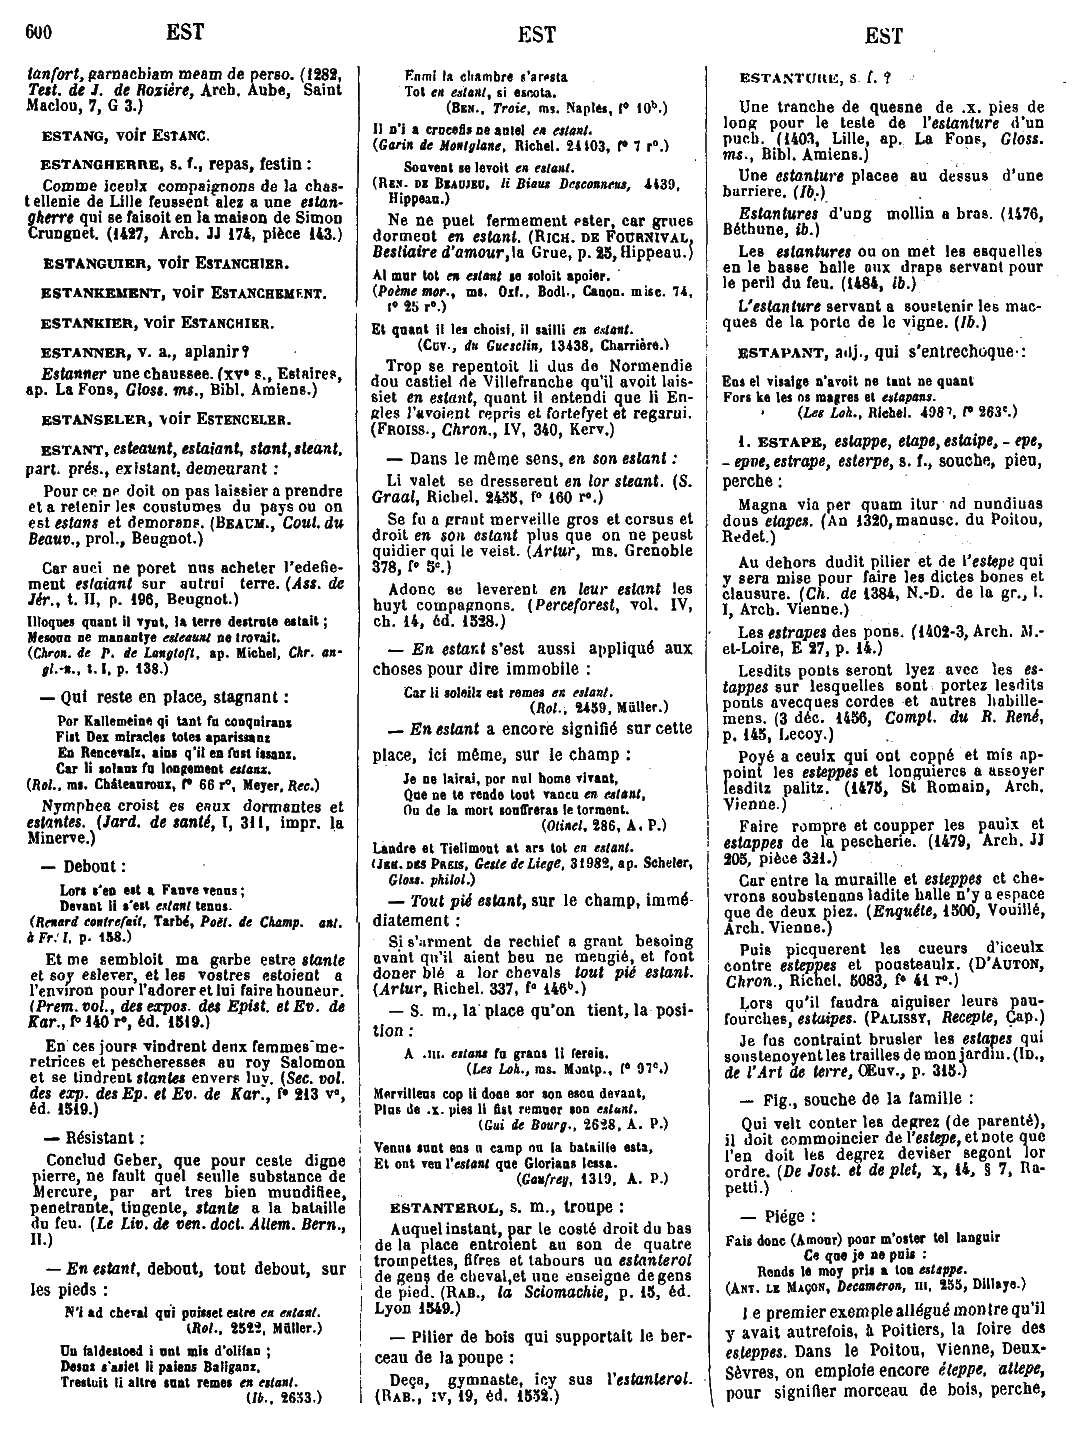 600 EST EST EST
tanfort, garnachiam meam de perso. (1282,
Test. de J. de Rozière, Arch. Aube, Saint
Maclou, 7, G 3.)
ESTANG, voir ESTANC.
ESTANGHERRE, s. f., repas, festin :
Comme iceulx compaignons de la chas-
tellenie de Lille feussent alez a une estan-
gherre qui se faisoit en la maison de Simon
Crungnet. (1427, Arch. JJ 174, pièce 143.)
ESTANGUIER, voir ESTANCHIER.
ESTANKEMENT, voir ESTANCHEMENT.
ESTANKIER, voir ESTANCHIER.
ESTANNER, v. a., aplanir ?
Estanner une chaussee. (XVe s., Estaires,
ap. La Fons, Gloss. ms., Bibl. Amiens.)
ESTANSELER, voir ESTENCELER.
ESTANT, esteaunt, estaiant, stant, steant,
part. prés., existant, demeurant :
Pour ce ne doit on pas laissier a prendre
et a retenir les coustumes du pays ou on
est estans et demorans. (BEAUM., Coul. du
Beauv., prol., Beugnot.)
Car auci ne poret nus acheter l'edefie-
ment estaiant sur autrui terre. (Ass. de
Jér., t. II, p. 196, Beugnot.)
Illoques quant il vynt, la terre destrute estait ;
Mesoun ne manantye esteaunt ne trovait.
(Chron. de P. de Langtoft, ap. Michel, Chr. an-
gl.-n., t. I, p. 138.)
— Qui reste en place, stagnant :
Por Kallemeine qi tant fu conquirans
Fist Dex miracles totes aparissanz
En Rencevalx, ains q'il en fust issanz,
Car li solaus fu longement estanz.
(Rol., ms. Châteauroux, f° 66 r°, Meyer, Rec.)
Nymphea croist es eaux dormantes et
estantes. (Jard. de santé, I, 311, impr. la
Minerve.)
— Debout :
Lors s'en est a Fauve venus ;
Devant li s'est estant tenus.
(Renard contrefait, Tarbé, Poët. de Champ. ant.
à Fr. I, p. 158.)
Et me sembloit ma garbe estre stante
et soy eslever, et les vostres estoient a
l'environ pour l'adorer et lui faire honneur.
(Prem. vol., des expos. des Epist. et Ev. de
Kar., f° 140 r°, éd. 1519.)
En ces jours vindrent deux femmes me-
retrices et pescheresses au roy Salomon
et se tindrent stantes envers luy. (Sec. vol.
des exp. des Ep. et Ev. de Kar., f° 213 v°,
éd. 1519.)
— Résistant :
Conclud Geber, que pour ceste digne
pierre, ne fault quel seulle substance de
Mercure, par art tres bien mundifiee,
penetrante, tingente, stante a la bataille
du feu. (Le Liv. de ven. doct. Allem. Bern.,
II.)
— En estant, debout, tout debout, sur
les pieds :
N'i ad cheval qui puisset estre en estant.
(Rol., 2522, Müller.)
Un faldestoed i unt mis d'olifan ;
Desus s'asiet li paiens Baliganz,
Trestuit li altre sunt remes en estant.
(Ib., 2653.)
Enmi la chambre s'aresta
Tot en estant, si escota.
(BEN., Troie, ms. Naples, f° 10b.)
Il n'i a crocefis ne autel en estant.
(Garin de Monglane, Richel. 24403, f° 7 r°.)
Souvent se levoit en estant.
(REN. DE BEAUJEU, li Biaus Desconneus, 4439,
Hippeau.)
Ne ne puet fermement ester, car grues
dorment en estant. (RICH. DE FOURNIVAL,
Bestiaire d'amour, la Grue, p. 25, Hippeau.)
Al mur tot en estant se soloit apoier.
(Poème mor., ms. Oxf., Bodl., Canon. misc. 74,
f° 25 r°.)
Et quant il les choisi, il sailli en estant.
(CUV., du Guesclin, 13438, Charrière.)
Trop se repentoit li dus de Normendie
dou castiel de Villefranche qu'il avoit lais-
siet en estant, quant il entendi que li En-
gles l'avoient repris et fortefyet et regarni.
(FROISS., Chron., IV, 340, Kerv.)
— Dans le même sens, en son estant :
Li valet se dresserent en lor steant. (S.
Graal, Richel. 2455, f° 160 r°.)
Se fu a grant merveille gros et corsus et
droit en son estant plus que on ne peust
quidier qui le veist. (Artur, ms. Grenoble
378, f° 5c.)
Adonc se leverent en leur estant les
huyt compagnons. (Perceforest, vol. IV,
ch. 14, éd. 1528.)
— En estant s'est aussi appliqué aux
choses pour dire immobile :
Car li soleilz est remes en estant.
(Rol., 2459, Müller.)
— En estant a encore signifié sur cette
place, ici même, sur le champ :
Je ne lairai, por nul home vivant,
Que ne te rende tout vancu en estant,
Ou de la mort souffreras le torment.
(Otinel, 286, A. P.)
Landre et Tiellmont at ars tot en estant.
(JEH. DES PREIS, Geste de Liege, 31982, ap. Scheler,
Gloss. philol.)
— Tout pié estant, sur le champ, immé-
diatement :
Si s'arment de rechief a grant besoing
avant qu'il aient beu ne mengié, et font
doner blé a lor chevals tout pié estant.
(Artur, Richel. 337, f° 146b.)
— S. m., la place qu'on tient, la posi-
tion :
A .III. estans fu grans li fereis.
(Les Loh., ms. Montp., f° 97c.)
Mervilleus cop li done sor son escu devant,
Plus de .x. pies li fist remuer son estant.
(Gui de Bourg., 2628, A. P.)
Venus sunt ens u camp ou la bataille esta,
Et ont veu l'estant que Glorians lessa.
(Gaufrey, 1319, A. P.)
ESTANTEROL, s. m., troupe :
Auquel instant, par le costé droit du bas
de la place entroient au son de quatre
trompettes, fifres et tabours un estanterol
de gens de cheval, et une enseigne de gens
de pied. (RAB., la Sciomachie, p. 15, éd.
Lyon 1549.)
— Pilier de bois qui supportait le ber-
ceau de la poupe :
Deça, gymnaste, icy sus l'estanterol.
(RAB., IV, 19, éd. 1552.)
ESTANTURE, s. f. ?
Une tranche de quesne de .x. pies de
long pour le teste de l'estanture d'un
puch. (1403, Lille, ap. La Fons, Gloss.
ms., Bibl. Amiens.)
Une estanture placee au dessus d'une
barriere. (Ib.)
Estantures d'ung mollin a bras. (1476,
Béthune, ib.)
Les estantures ou on met les esquelles
en le basse halle aux draps servant pour
le peril du feu. (1484, Ib.)
L'estanture servant a soustenir les mac-
ques de la porte de le vigne. (Ib.)
ESTAPANT, adj., qui s'entrechoque :
Ens el visaige n'avoit ne tant ne quant
Fors ke les os magres et estapans.
(Les Loh., Richel. 4987, f° 263c.)
1. ESTAPE, estappe, etape, estaipe, - epe,
- epve, estrape, esterpe, s. f., souche, pieu,
perche :
Magna via per quam itur ad nundinas
dous etapes. (An 1320, manusc. du Poitou,
Redet.)
Au dehors dudit pilier et de l'estepe qui
y sera mise pour faire les dictes bones et
clausure. (Ch. de 1384, N.-D. de la gr., l.
I, Arch. Vienne.)
Les estrapes des pons. (1402-3, Arch. M.-
et-Loire, E 27, p. 14.)
Lesdits ponts seront lyez avec les es-
tappes sur lesquelles sont portez lesdits
ponts avecques cordes et autres habille-
mens. (3 déc. 1456, Compt. du R. René,
p. 145, Lecoy.)
Poyé a ceulx qui ont coppé et mis ap-
point les esteppes et longuieres a assoyer
lesditz palitz. (1475, St Romain, Arch.
Vienne.)
Faire rompre et coupper les paulx et
estappes de la pescherie. (1479, Arch. JJ
205, pièce 321.)
Car entre la muraille et esteppes et che-
vrons soubstenans ladite halle n'y a espace
que de deux piez. (Enquête, 1500, Vouillé,
Arch. Vienne.)
Puis picquerent les cueurs d'iceulx
contre esteppes et pousteaulx. (D'AUTON,
Chron., Richel. 5083, f° 41 r°.)
Lors qu'il faudra aiguiser leurs pau-
fourches, estaipes. (PALISSY, Recepte, Cap.)
Je fus contraint brusler les estapes qui
soustenoyent les trailles de mon jardin. (ID.,
de l'Art de terre, Œuv., p. 315.)
— Fig., souche de la famille :
Qui velt conter les degrez (de parenté),
il doit commoincier de l'estepe, et note que
l'en doit les degrez deviser segont lor
ordre. (De Jost. et de plet, X, 14, § 7, Ra-
petti.)
— Piége :
Fais donc (Amour) pour m'oster tel languir
Ce que je ne puis :
Rends le moy pris a ton estappe.
(ANT. LE MAÇON, Decameron, III, 255, Dillaye.)
Le premier exemple allégué montre qu'il
y avait autrefois, à Poitiers, la foire des
esteppes. Dans le Poitou, Vienne, Deux-
Sèvres, on emploie encore éteppe, attepe,
pour signifier morceau de bois, perche,